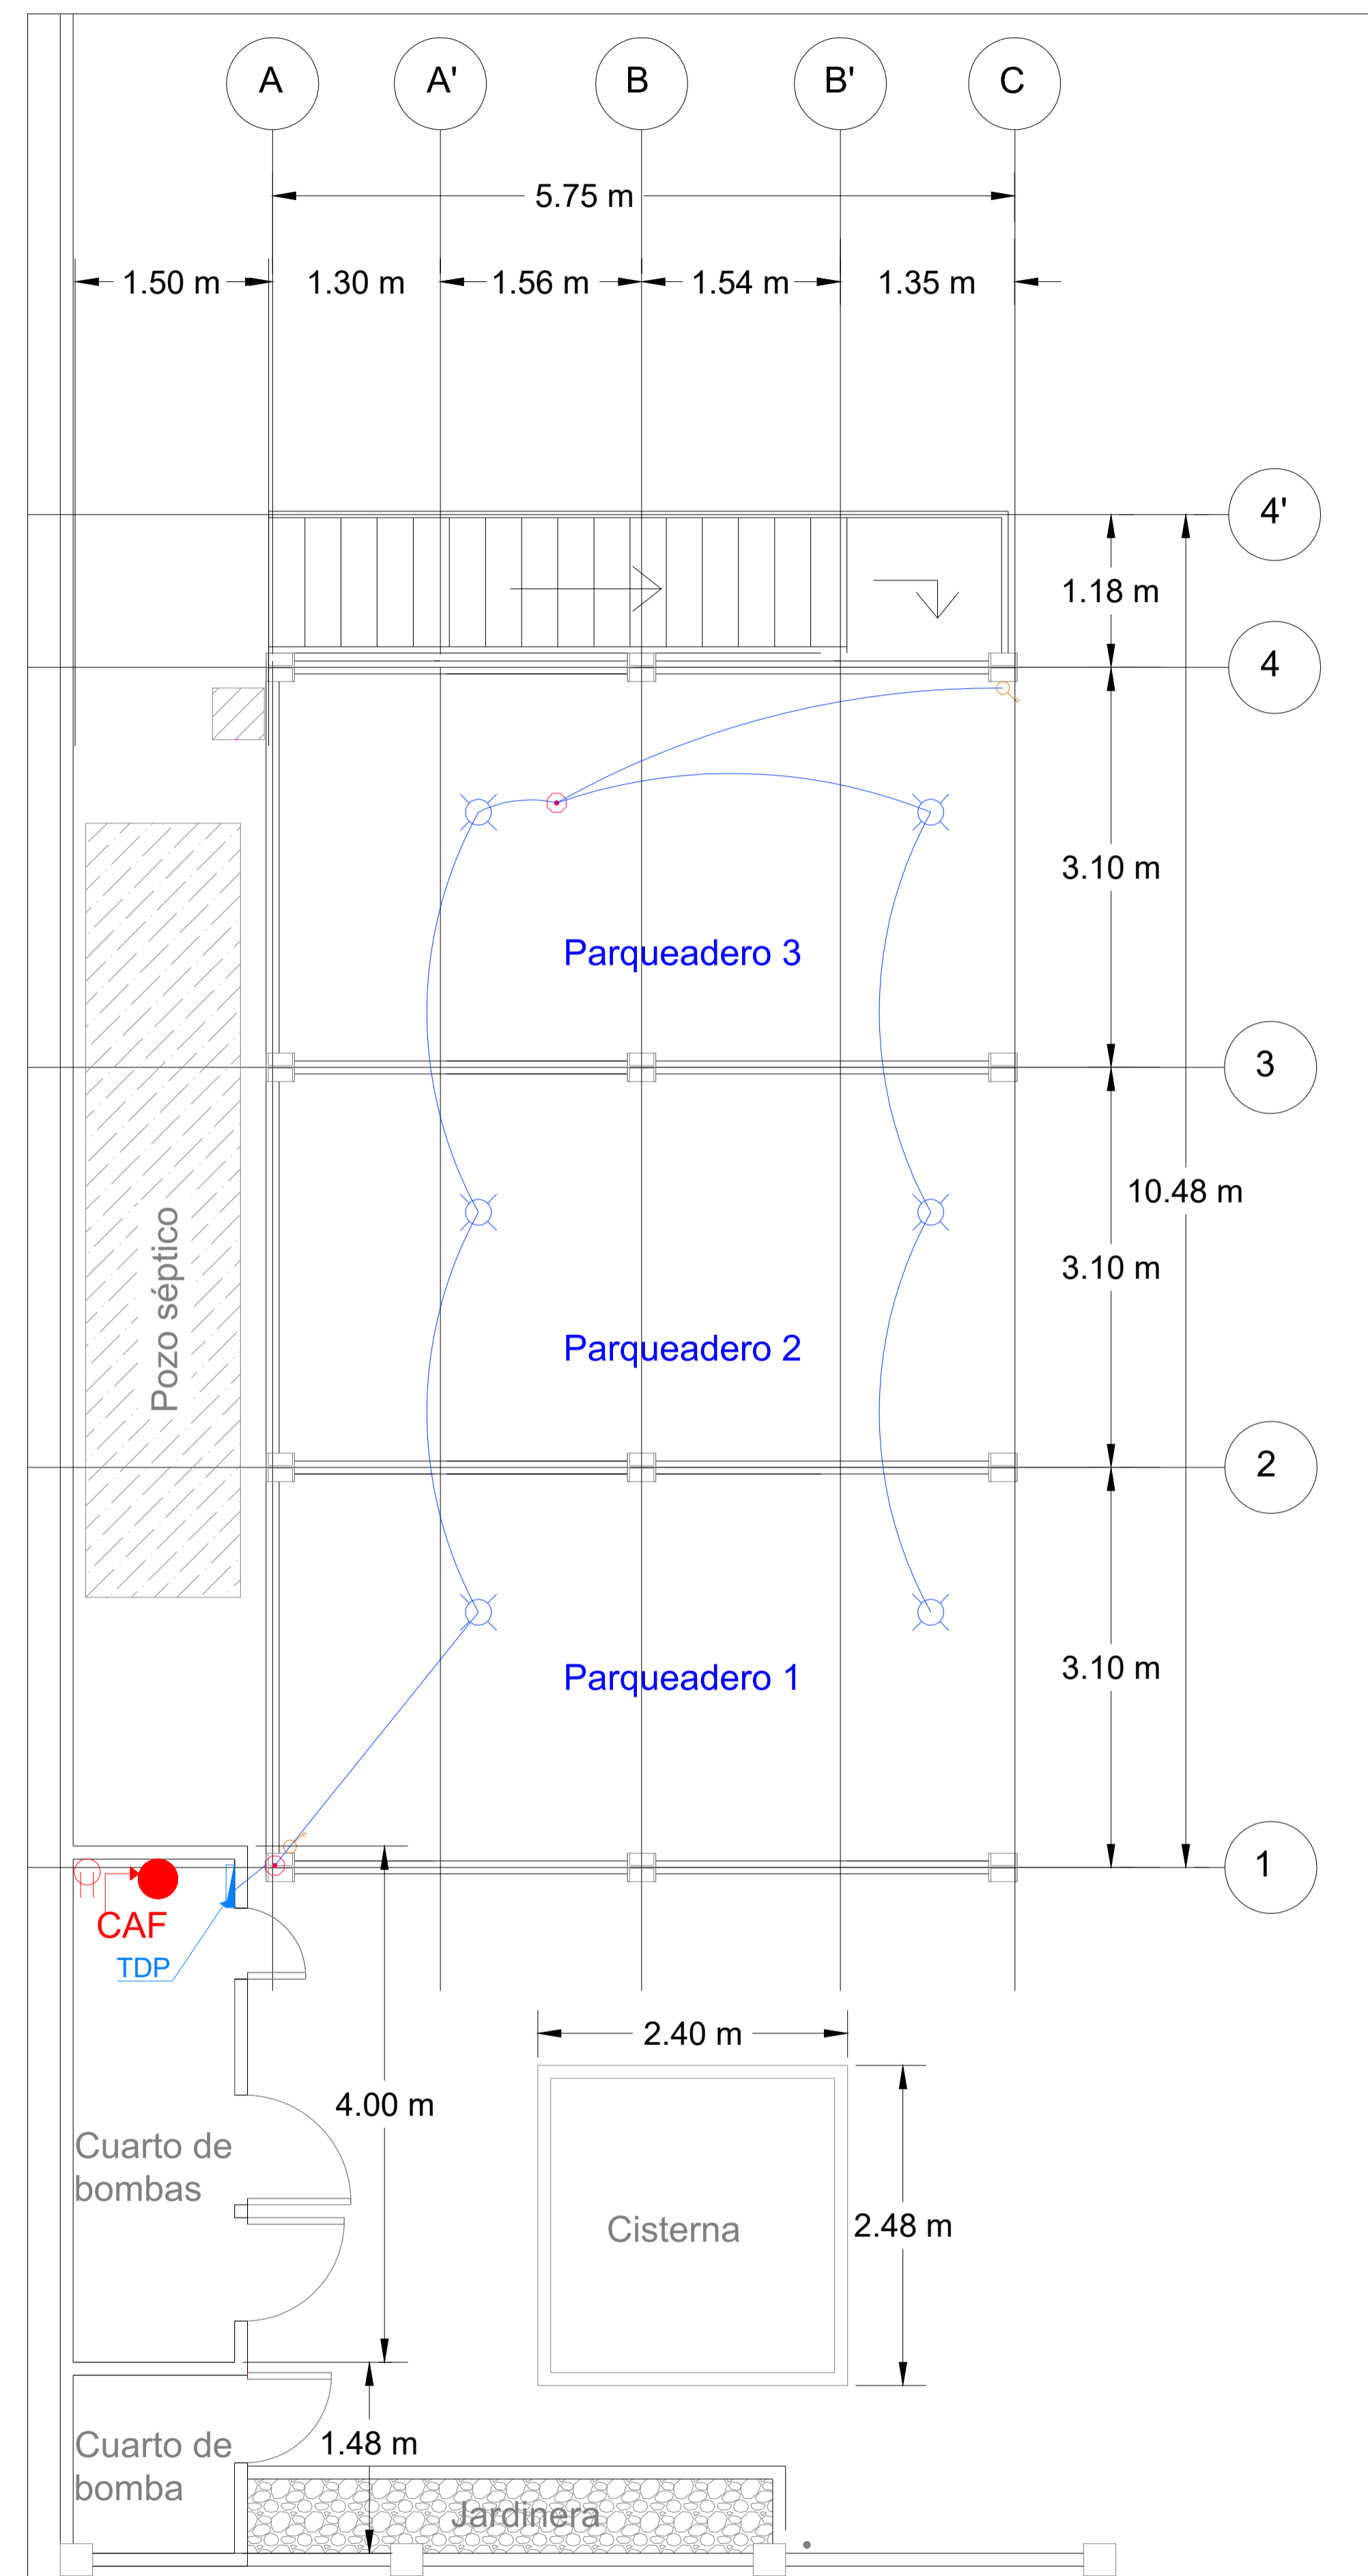 A A' B B' C
5.75 m
1.50 m 1.30 m 1.56 m 1.54 m 1.35 m
4'
1.18 m
4
3.10 m
Parqueadero 3
3
10.48 m
3.10 m
Pozo séptico
Parqueadero 2
2
3.10 m
Parqueadero 1
1
CAF
TDP
2.40 m
4.00 m
Cuarto de
bombas
Cisterna
2.48 m
Cuarto de
bomba
1.48 m
Jardinera